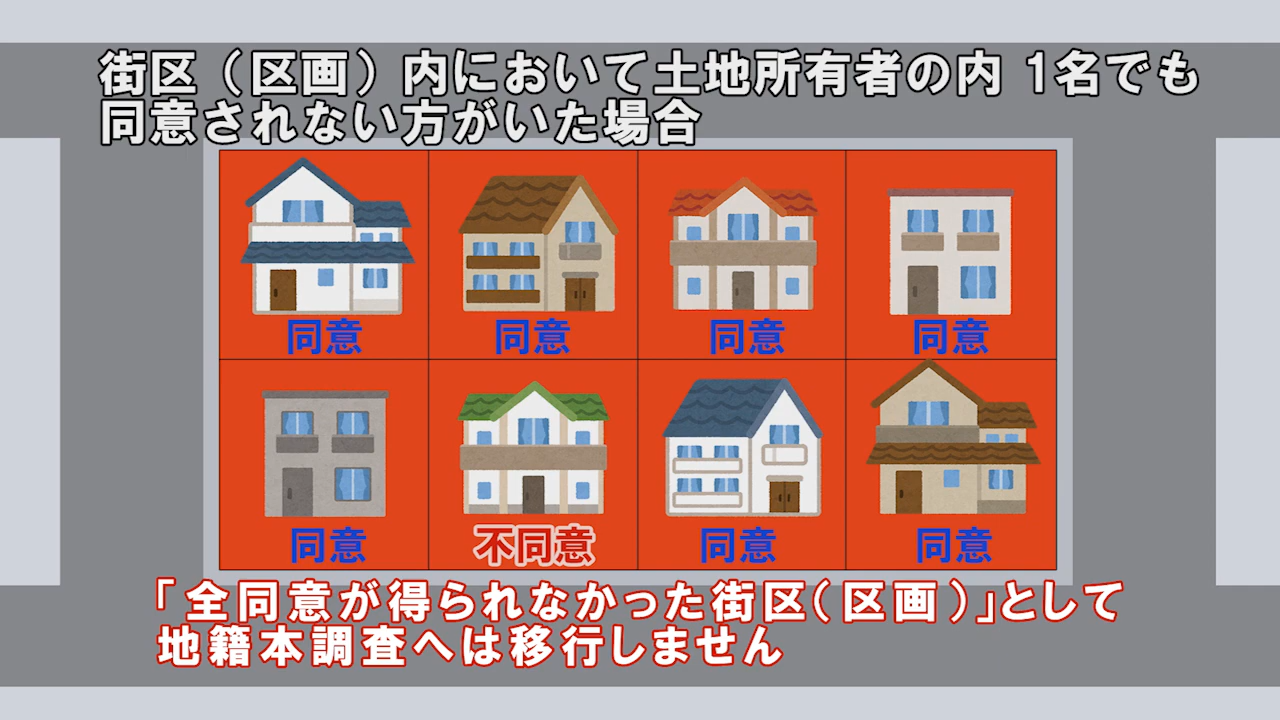 街区（区画）内において土地所有者の内 1名でも
同意されない方がいた場合
同意 同意 同意 同意
同意 不同意 同意 同意
「全同意が得られなかった街区（区画）」として
地籍本調査へは移行しません